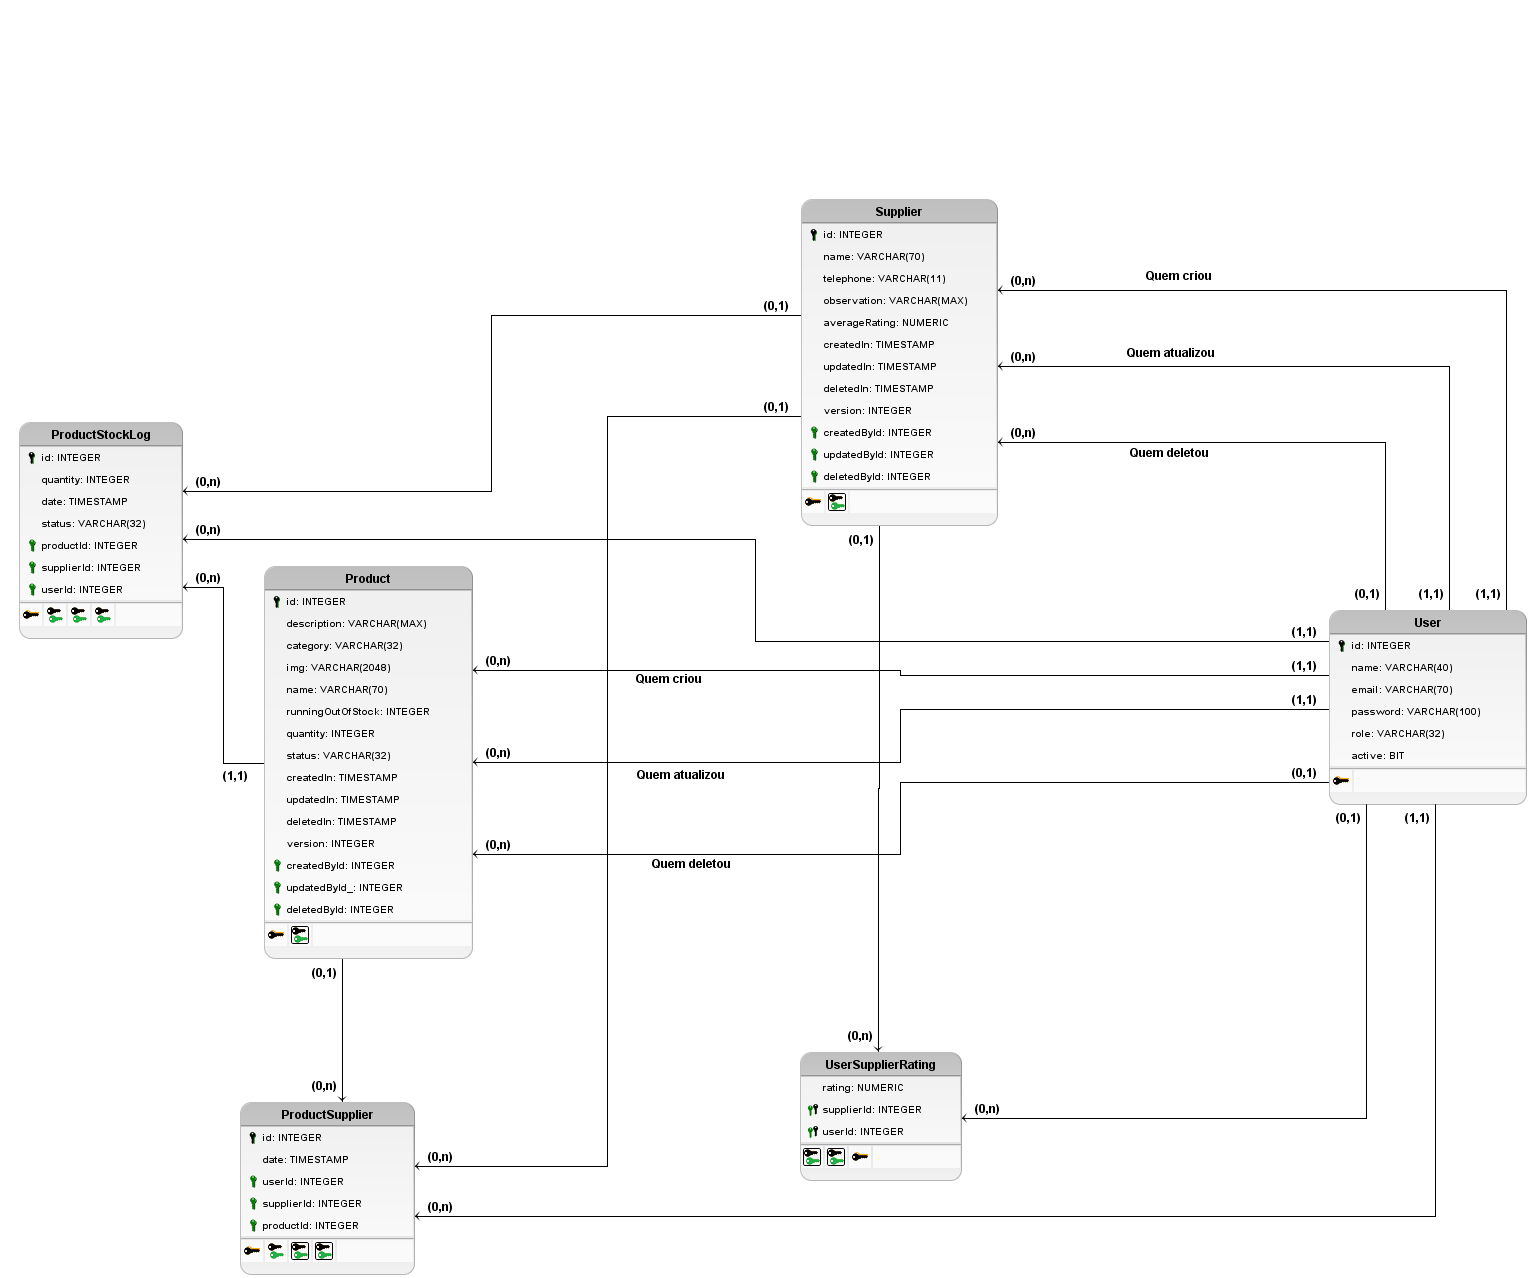 Supplier
id: INTEGER
name: VARCHAR(70)
telephone: VARCHAR(11)
observation: VARCHAR(MAX)
averageRating: NUMERIC
createdIn: TIMESTAMP
updatedIn: TIMESTAMP
deletedIn: TIMESTAMP
version: INTEGER
createdById: INTEGER
updatedById: INTEGER
deletedById: INTEGER
(0,1)
(0,1)
(0,1)
(0,n)
Quem criou
(0,n)
Quem atualizou
(0,n)
Quem deletou
(0,1)
(1,1)
(1,1)
ProductStockLog
id: INTEGER
quantity: INTEGER
date: TIMESTAMP
status: VARCHAR(32)
productId: INTEGER
supplierId: INTEGER
userId: INTEGER
(0,n)
(0,n)
(0,n)
(1,1)
Product
id: INTEGER
description: VARCHAR(MAX)
category: VARCHAR(32)
img: VARCHAR(2048)
name: VARCHAR(70)
runningOutOfStock: INTEGER
quantity: INTEGER
status: VARCHAR(32)
createdIn: TIMESTAMP
updatedIn: TIMESTAMP
deletedIn: TIMESTAMP
version: INTEGER
createdById: INTEGER
updatedById_: INTEGER
deletedById: INTEGER
(0,n)
Quem criou
(0,n)
Quem atualizou
(0,n)
Quem deletou
(1,1)
(1,1)
(1,1)
(0,1)
User
id: INTEGER
name: VARCHAR(40)
email: VARCHAR(70)
password: VARCHAR(100)
role: VARCHAR(32)
active: BIT
(0,1)
(1,1)
(0,1)
(0,n)
ProductSupplier
id: INTEGER
date: TIMESTAMP
userId: INTEGER
supplierId: INTEGER
productId: INTEGER
(0,n)
(0,n)
(0,n)
UserSupplierRating
rating: NUMERIC
supplierId: INTEGER
userId: INTEGER
(0,n)